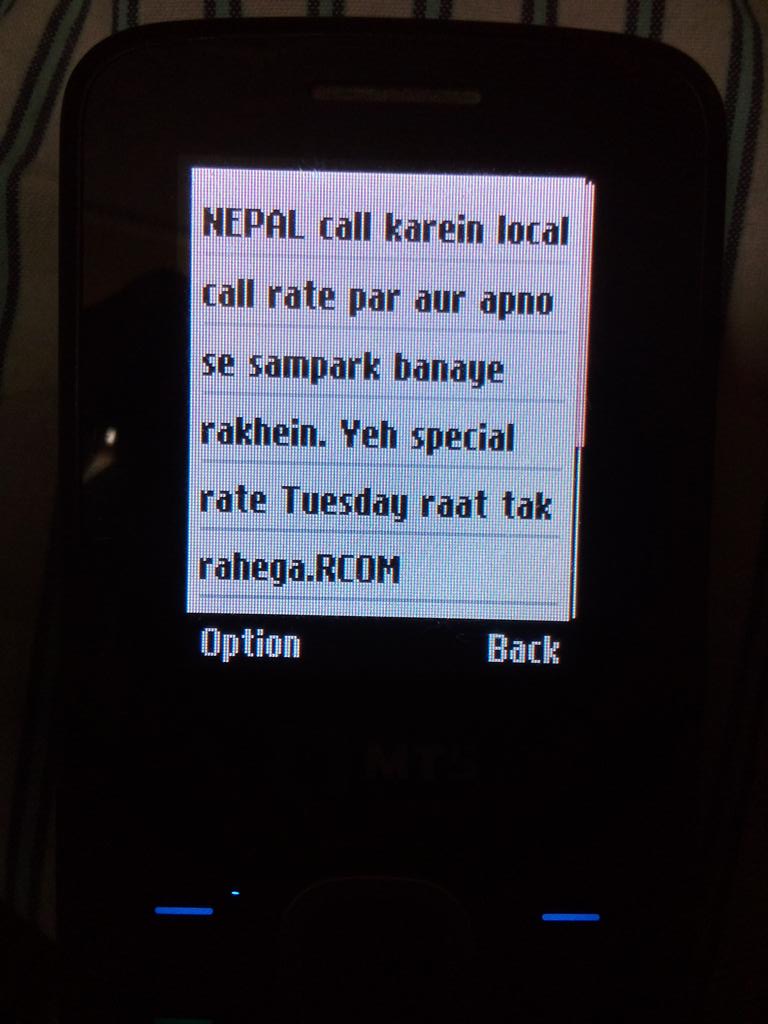 NEPAL call karein local
call rate par aur apno
se sampark banaye
rakhein. Yeh special
rate Tuesday raat tak
rahega.RCOM
Option Back
MTS